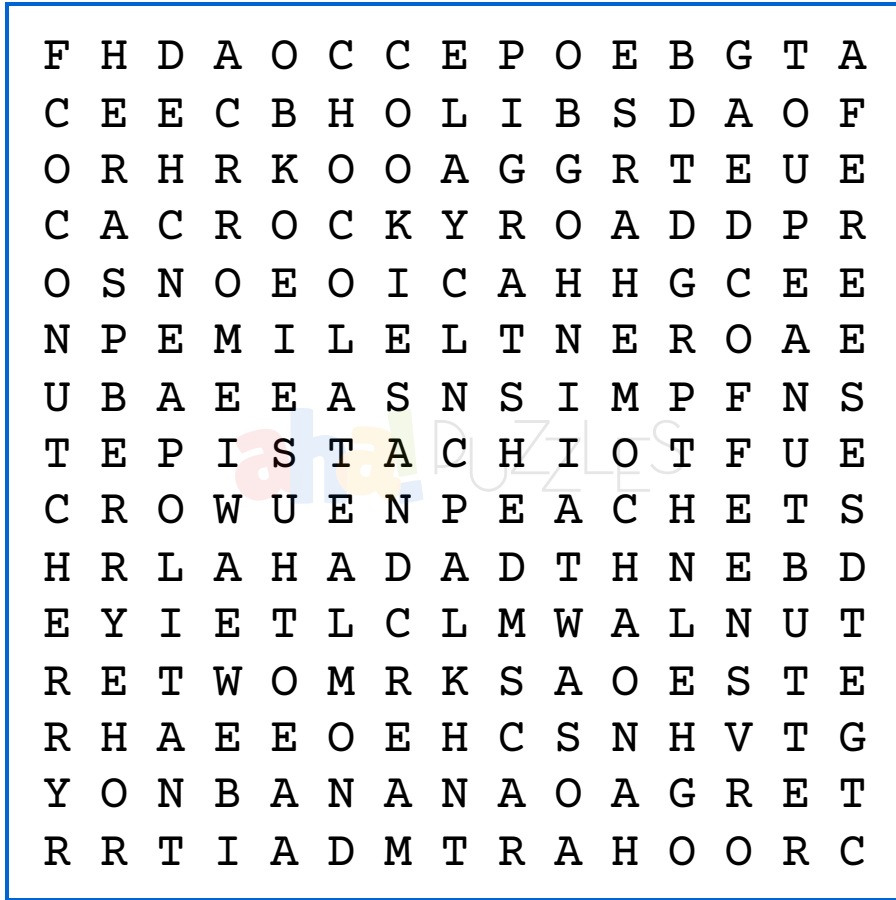 F H D A O C C E P O E B G T A
C E E C B H O L I B S D A O F
O R H R K O O A G G R T E U E
C A C R O C K Y R O A D D P R
O S N O E O I C A H H G C E E
N P E M I L E L T N E R O A E
U B A E E A S N S I M P F N S
T E P I S T A C H I O T F U E
C R O W U E N P E A C H E T S
H R L A H A D A D T H N E B D
E Y I E T L C L M W A L N U T
R E T W O M R K S A O E S T E
R H A E E O E H C S N H V T G
Y O N B A N A N A O A G R E T
R R T I A D M T R A H O O R C
aha! PUZZLES